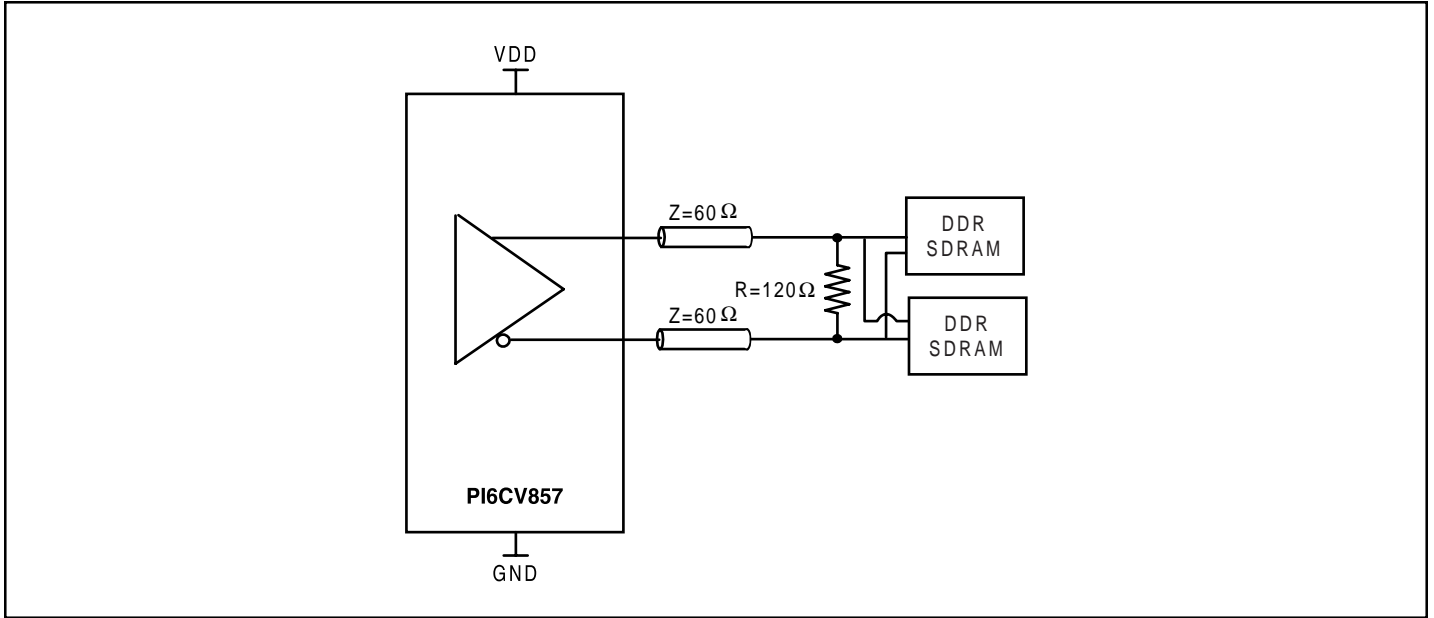 VDD
Z=60 Ω
DDR
SDRAM
R=120Ω
Z=60 Ω
DDR
SDRAM
PI6CV857
GND